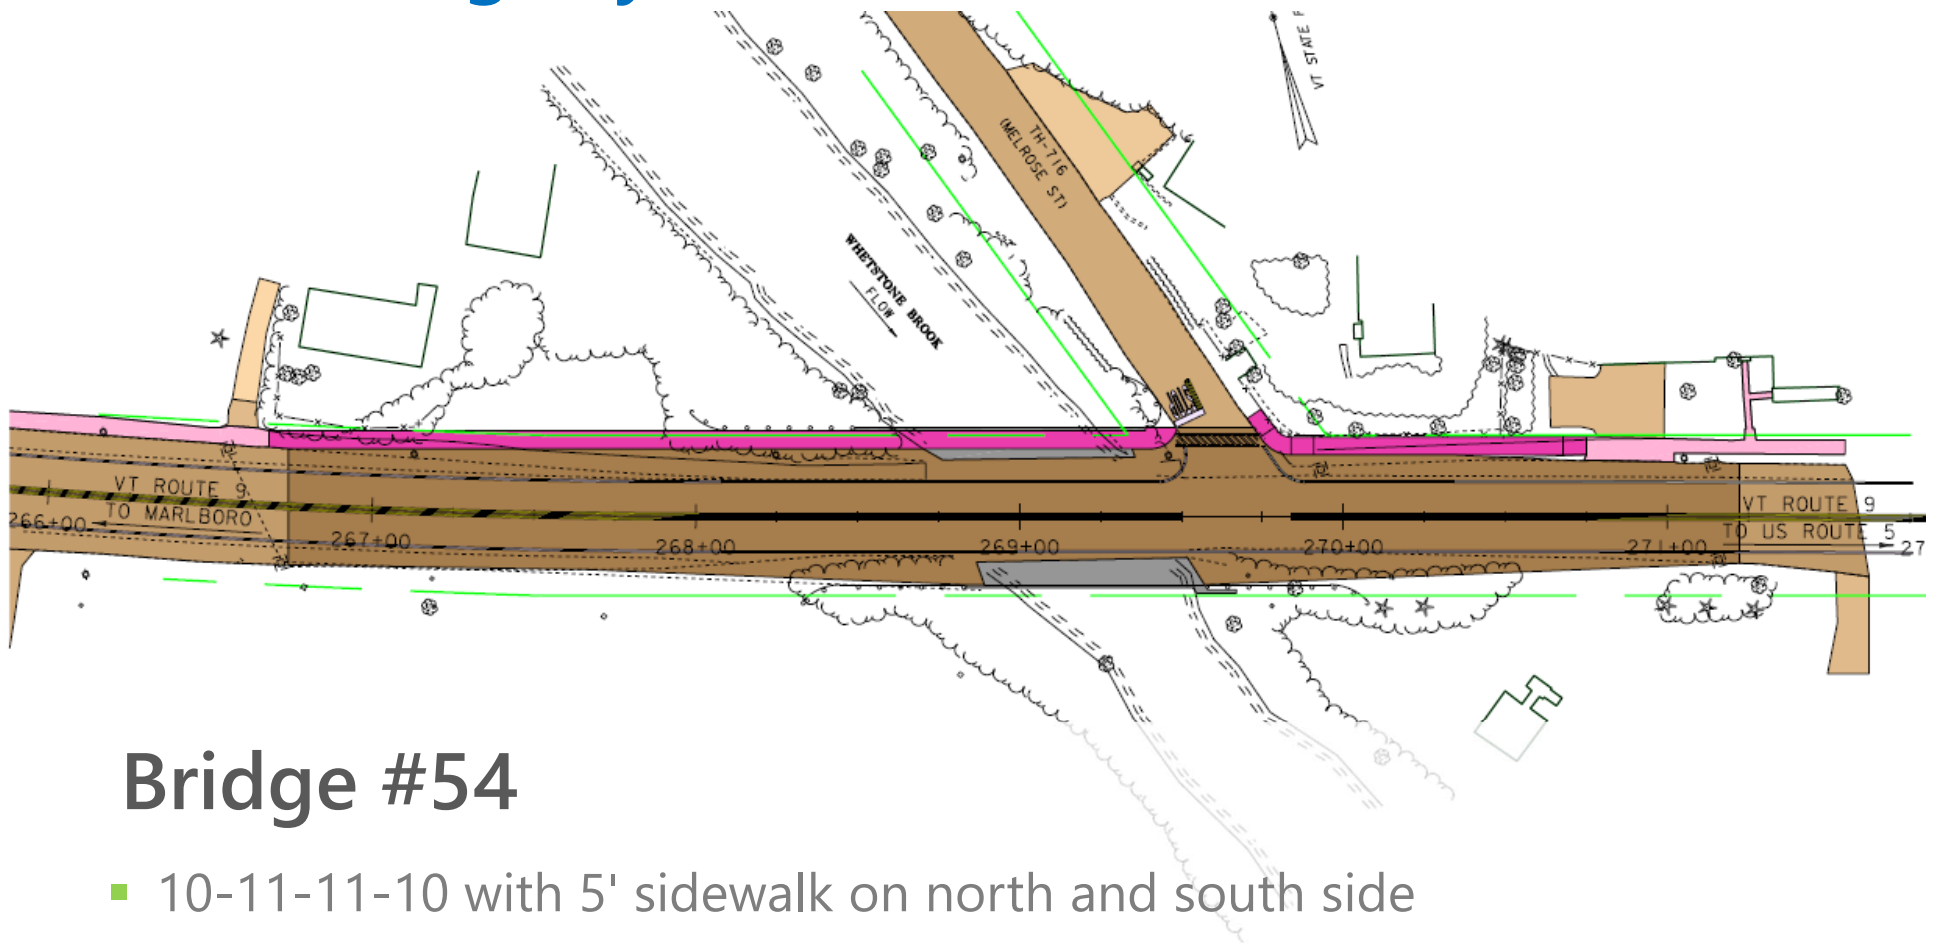 VT STATE
TH-716
(MELROSE ST)
WHETSTONE BROOK
FLOW
VT ROUTE 9
TO MARLBORO
266+00
267+00
268+00
269+00
270+00
271+00
27
VT ROUTE 9
TO US ROUTE 5
Bridge #54
10-11-11-10 with 5' sidewalk on north and south side